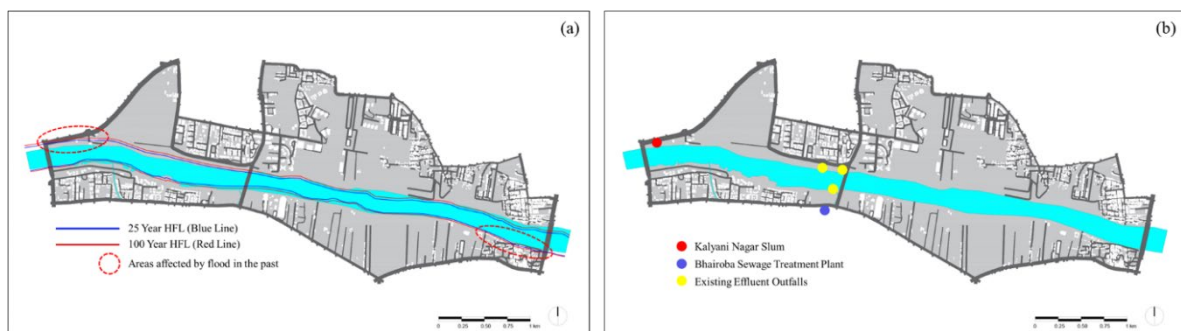 (a)
25 Year HFL (Blue Line)
100 Year HFL (Red Line)
Areas affected by flood in the past
0 0.25 0.50 0.75 1 km
(b)
Kalyani Nagar Slum
Bhairoba Sewage Treatment Plant
Existing Effluent Outfalls
0 0.25 0.50 0.75 1 km